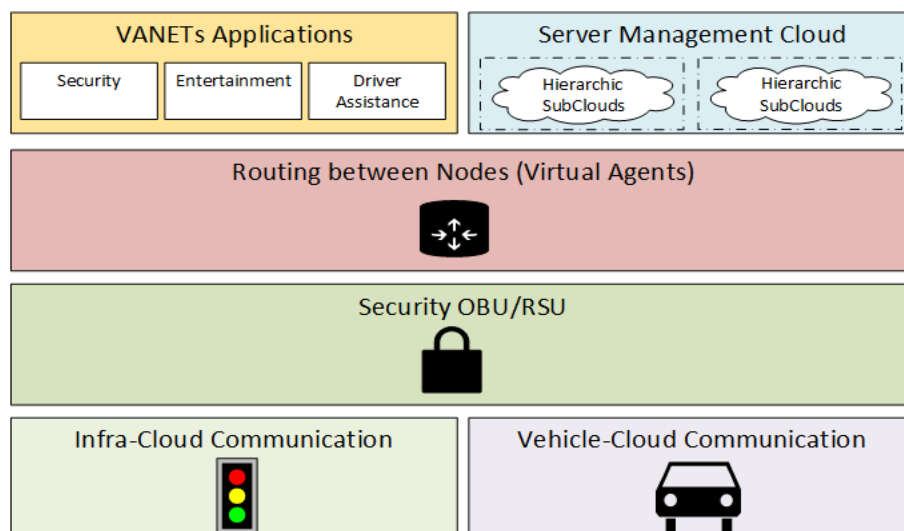 VANETs Applications
Security
Entertainment
Driver
Assistance
Server Management Cloud
Hierarchic
SubClouds
Hierarchic
SubClouds
Routing between Nodes (Virtual Agents)
Security OBU/RSU
Infra-Cloud Communication
Vehicle-Cloud Communication